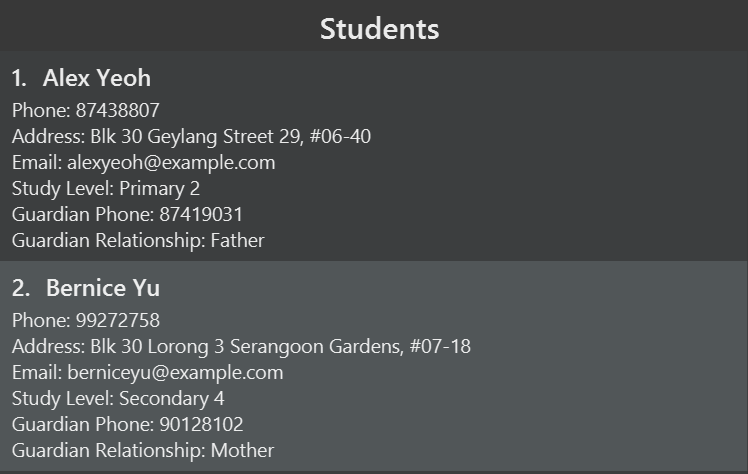 Students
1. Alex Yeoh
Phone: 87438807
Address: Blk 30 Geylang Street 29, #06-40
Email: alexyeoh@example.com
Study Level: Primary 2
Guardian Phone: 87419031
Guardian Relationship: Father
2. Bernice Yu
Phone: 99272758
Address: Blk 30 Lorong 3 Serangoon Gardens, #07-18
Email: berniceyu@example.com
Study Level: Secondary 4
Guardian Phone: 90128102
Guardian Relationship: Mother